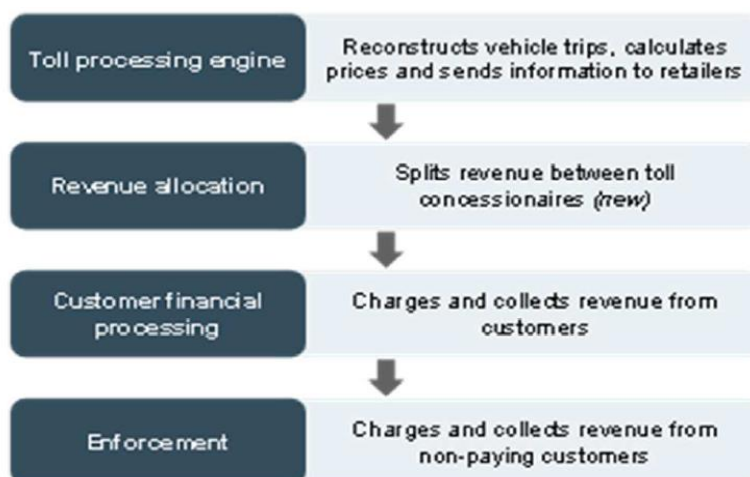 Toll processing engine
Reconstructs vehicle trips, calculates
prices and sends information to retailers
Revenue allocation
Splits revenue between toll
concessionaires (new)
Customer financial
processing
Charges and collects revenue from
customers
Enforcement
Charges and collects revenue from
non-paying customers